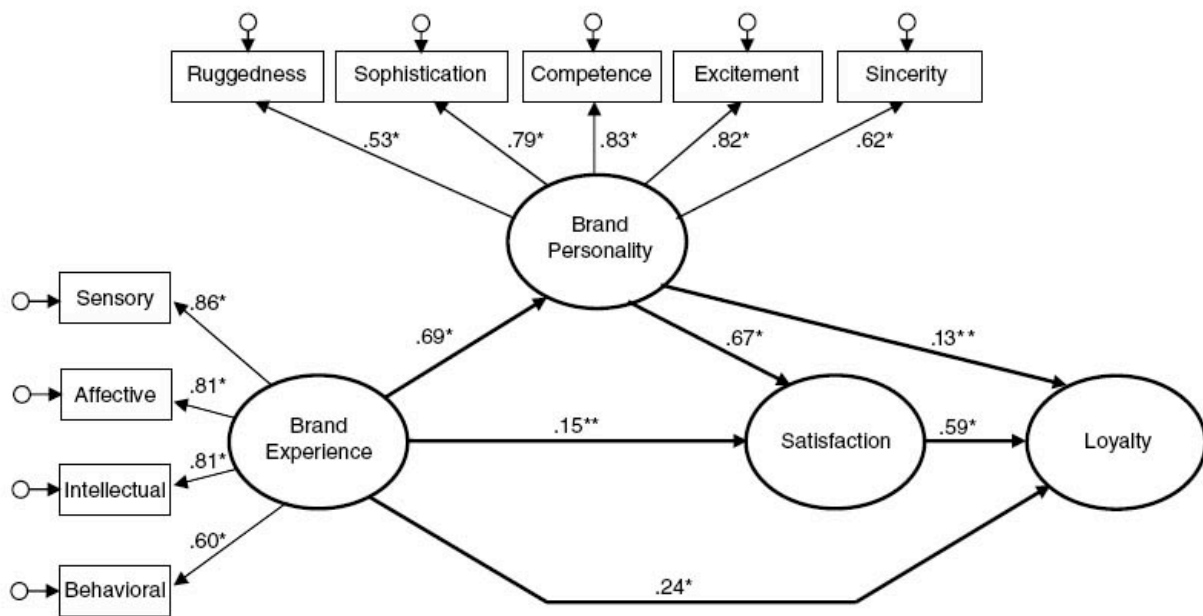 Ruggedness
Sophistication
Competence
Excitement
Sincerity
.53*
.79*
.83*
.82*
.62*
Brand
Personality
Sensory
.86*
Affective
.81*
Intellectual
.81*
Behavioral
.60*
Brand
Experience
.69*
.67*
.13**
.15**
Satisfaction
.59*
Loyalty
.24*